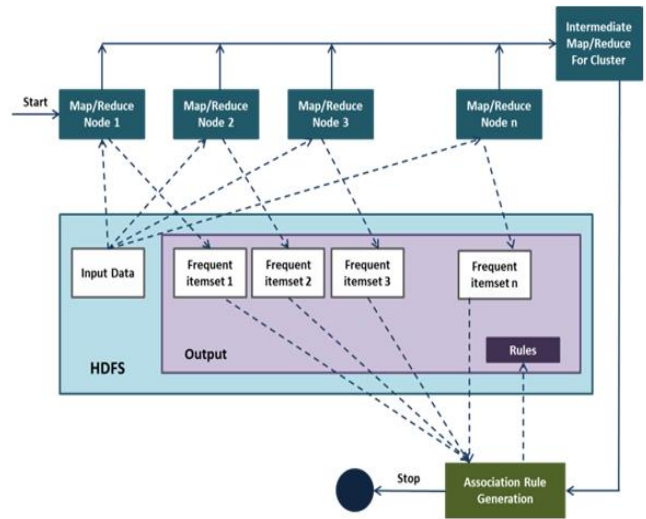 Intermediate
Map/Reduce
For Cluster
Start
Map/Reduce
Node 1
Map/Reduce
Node 2
Map/Reduce
Node 3
Map/Reduce
Node n
Input Data
Frequent
itemset 1
Frequent
itemset 2
Frequent
itemset 3
Frequent
itemset n
Output
Rules
HDFS
Stop
Association Rule
Generation